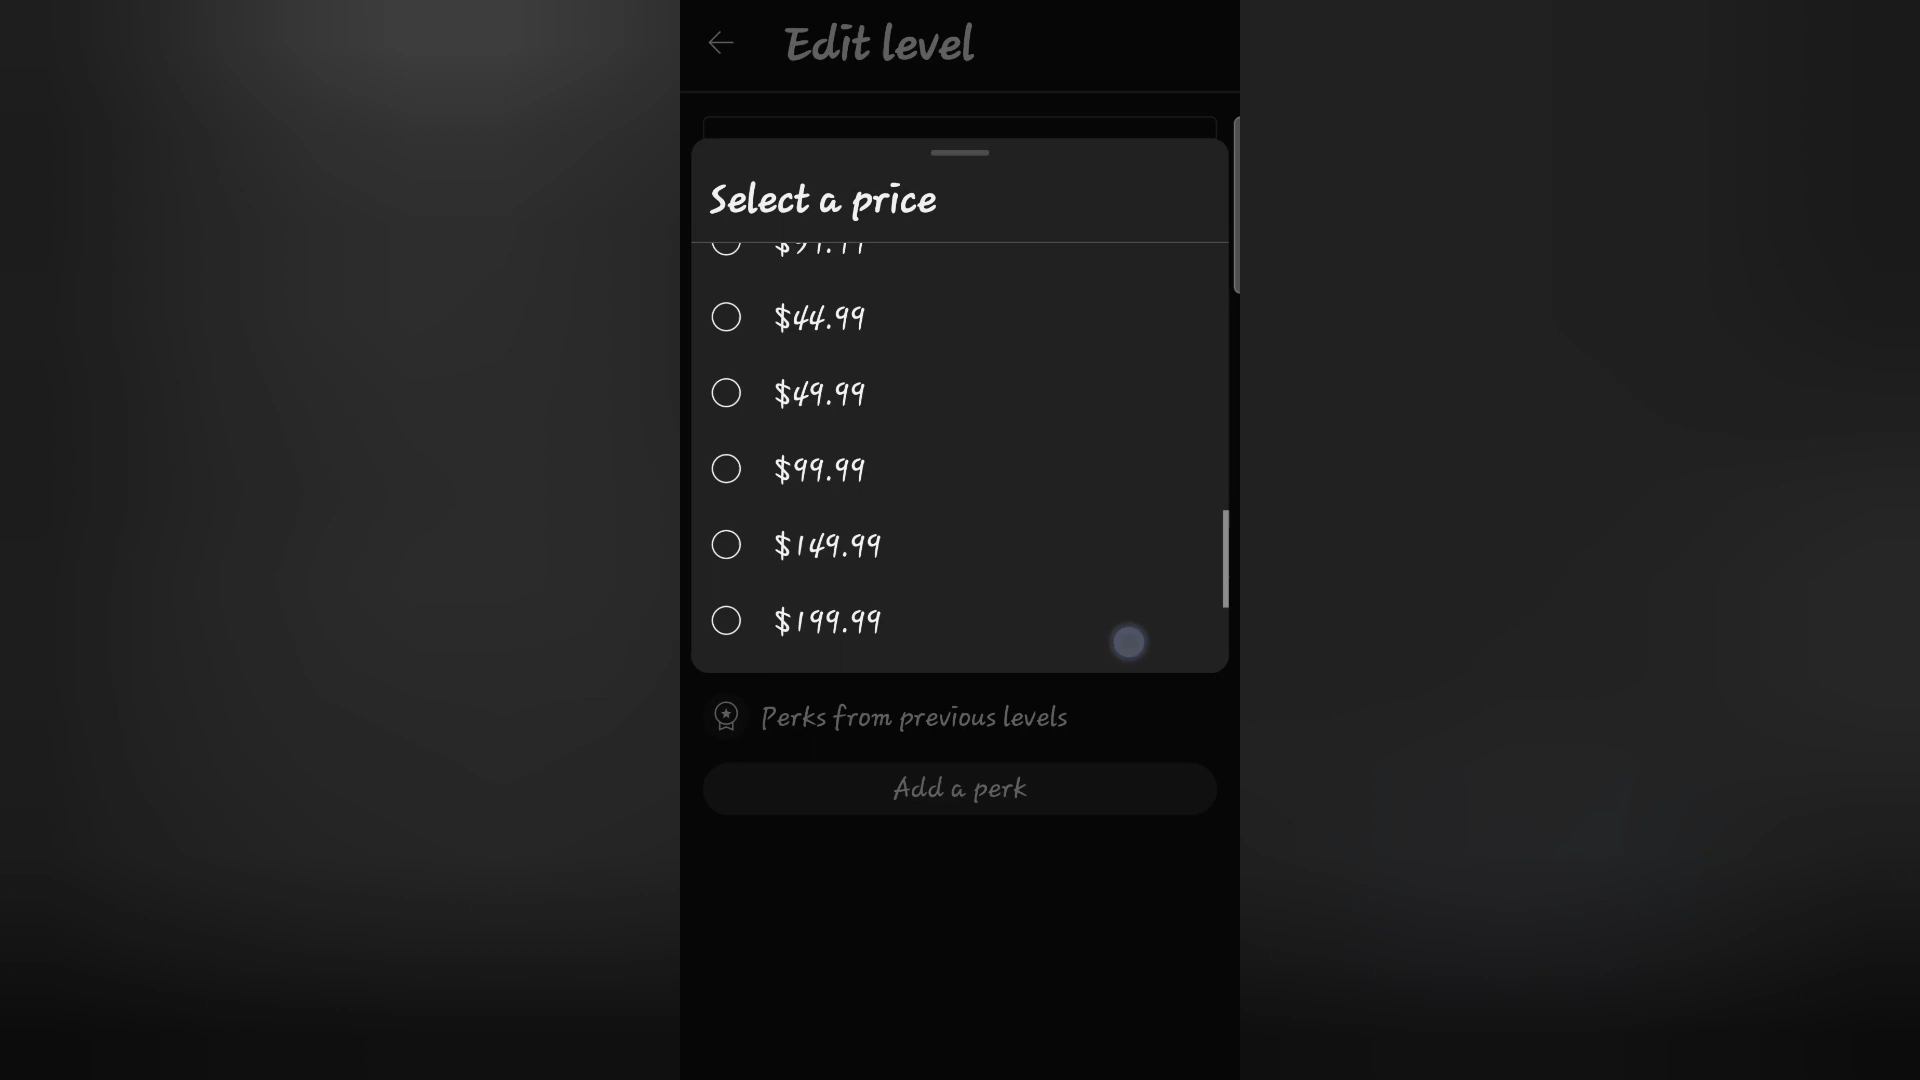 Edit level
Select a price
$44.99
$49.99
$99.99
$149.99
$199.99
Perks from previous levels
Add a perk